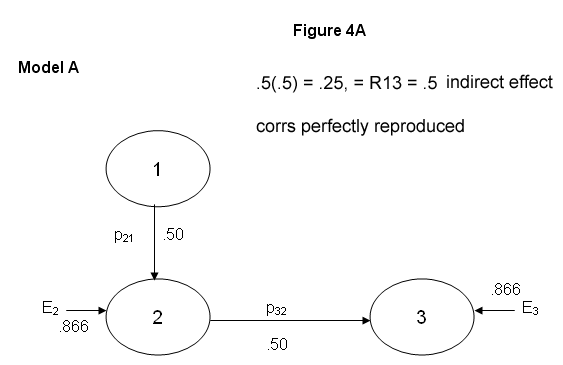 Figure 4A
Model A
.5(.5) = .25, = R13 = .5 indirect effect
corrs perfectly reproduced
1
p21 .50
E2 .866
2
p32
.50
3
.866
E3